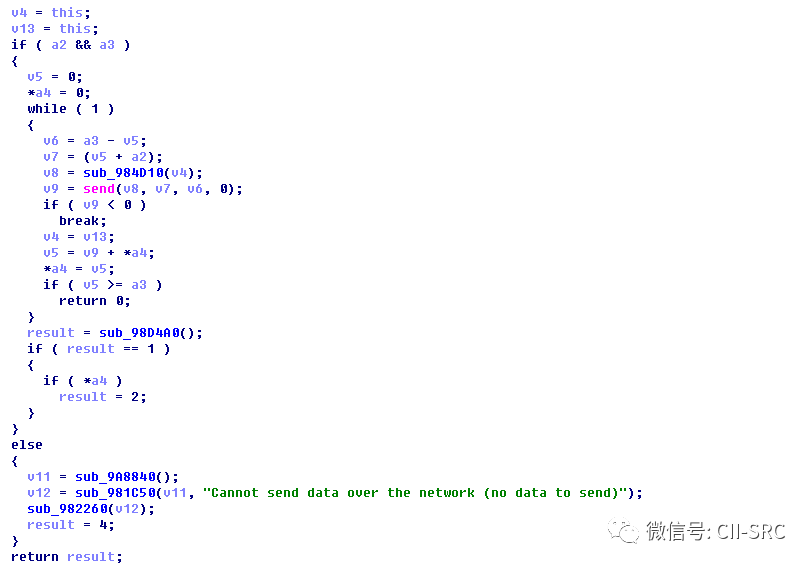 v4 = this;
v13 = this;
if ( a2 && a3 )
{
  v5 = 0;
  *a4 = 0;
  while ( 1 )
  {
    v6 = a3 - v5;
    v7 = (v5 + a2);
    v8 = sub_984D10(v4);
    v9 = send(v8, v7, v6, 0);
    if ( v9 < 0 )
      break;
    v4 = v13;
    v5 = v9 + *a4;
    *a4 = v5;
    if ( v5 >= a3 )
      return 0;
  }
  result = sub_98D4A0();
  if ( result == 1 )
  {
    if ( *a4 )
      result = 2;
  }
}
else
{
  v11 = sub_9A8840();
  v12 = sub_981C50(v11, "Cannot send data over the network (no data to send)");
  sub_982260(v12);
  result = 4;
}
return result;
微信号: CII-SRC